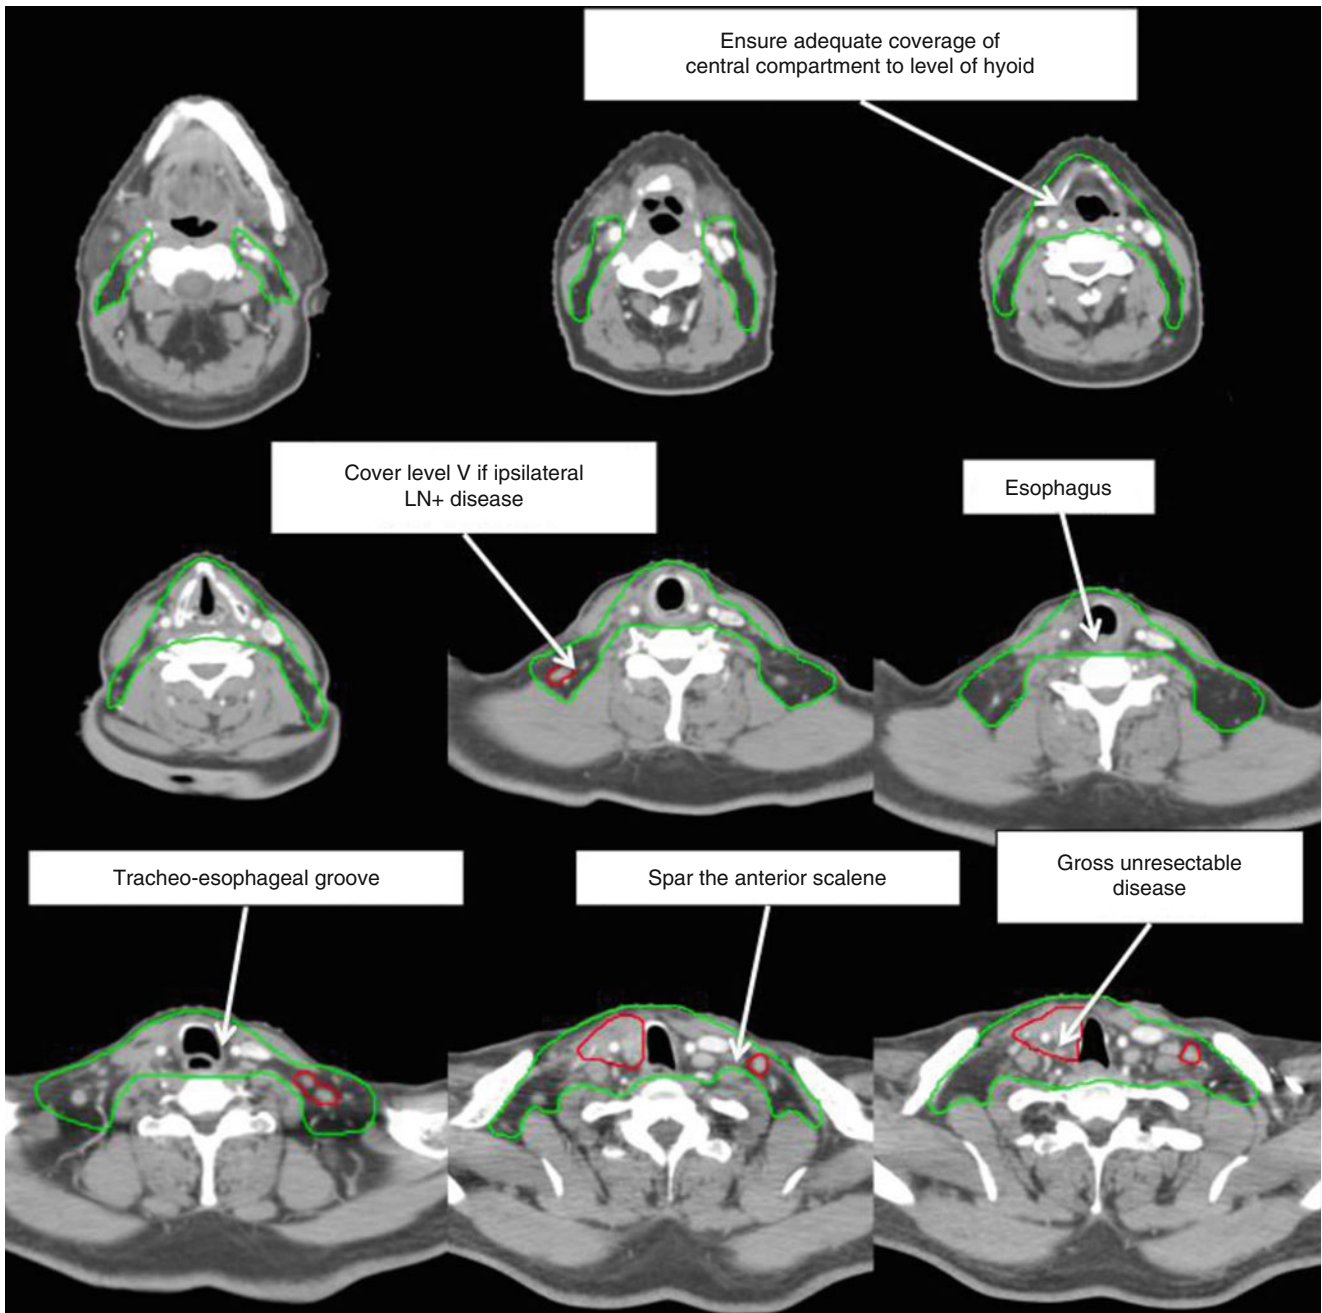 Ensure adequate coverage of
central compartment to level of hyoid
Cover level V if ipsilateral
LN+ disease
Esophagus
Tracheo-esophageal groove
Spar the anterior scalene
Gross unresectable
disease